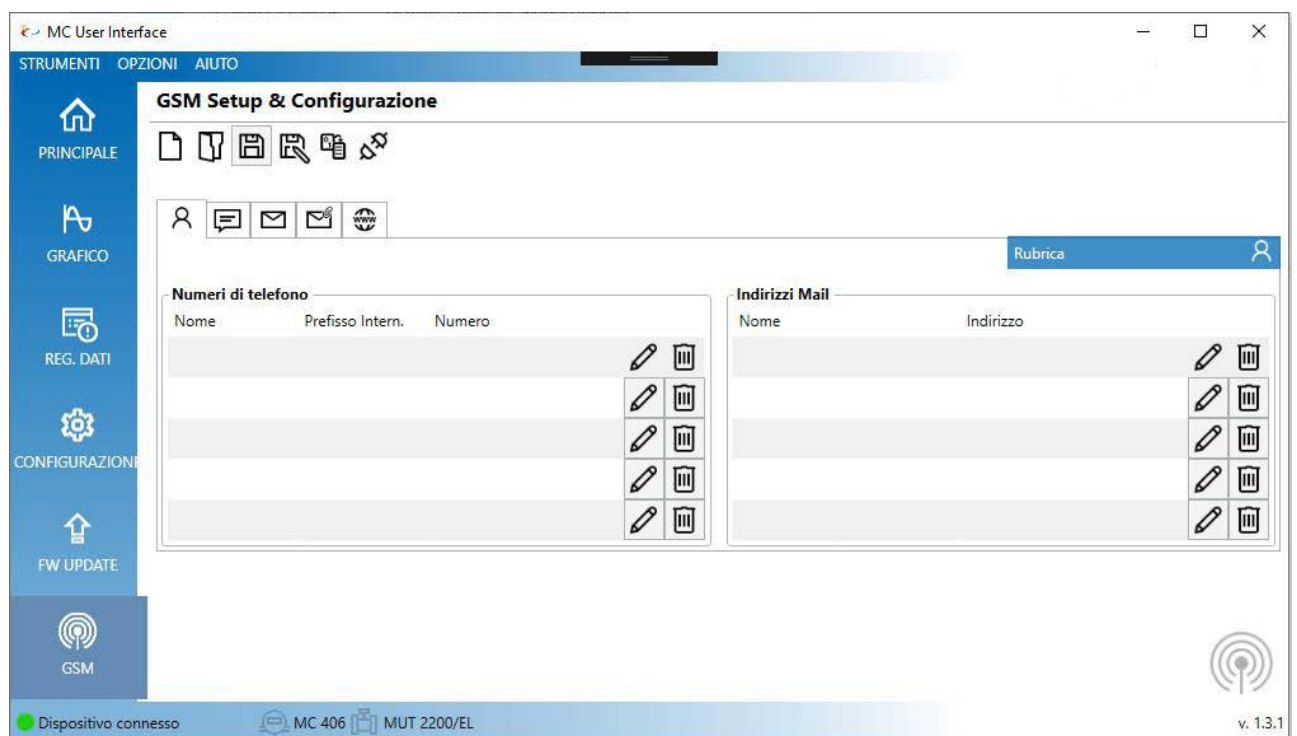 MC User Interface
STRUMENTI OPZIONI AIUTO
GSM Setup & Configurazione
PRINCIPALE
GRAFICO
REG. DATI
CONFIGURAZIONE
FW UPDATE
GSM
www
Rubrica
Numeri di telefono
Nome Prefisso Intern. Numero
Indirizzi Mail
Nome Indirizzo
Dispositivo connesso MC 406 MUT 2200/EL v. 1.3.1